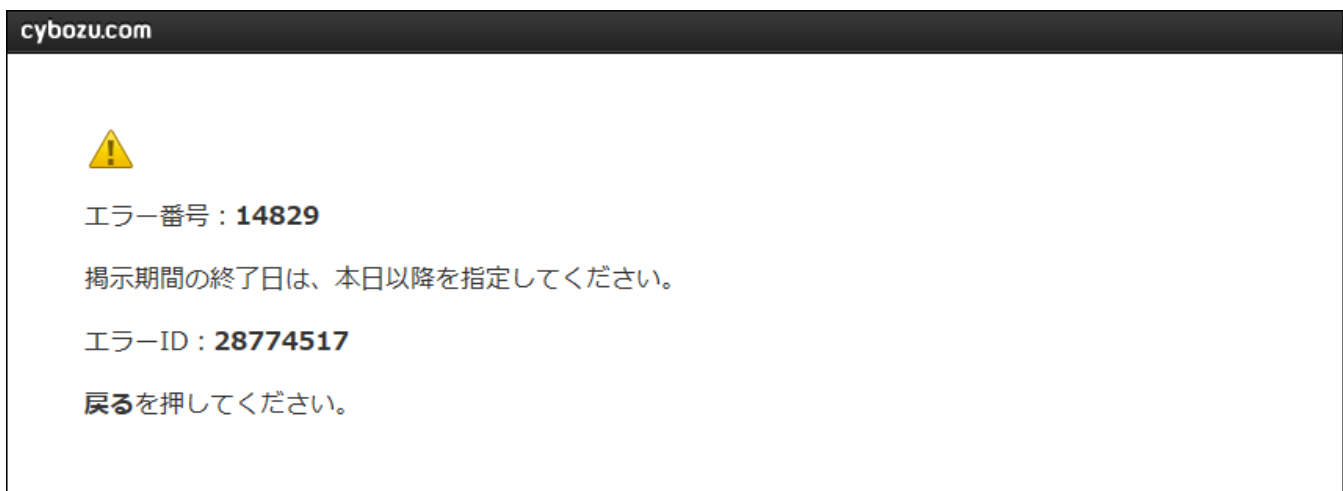 cybozu.com
エラー番号：14829
掲示期間の終了日は、本日以降を指定してください。
エラーID：28774517
戻るを押してください。